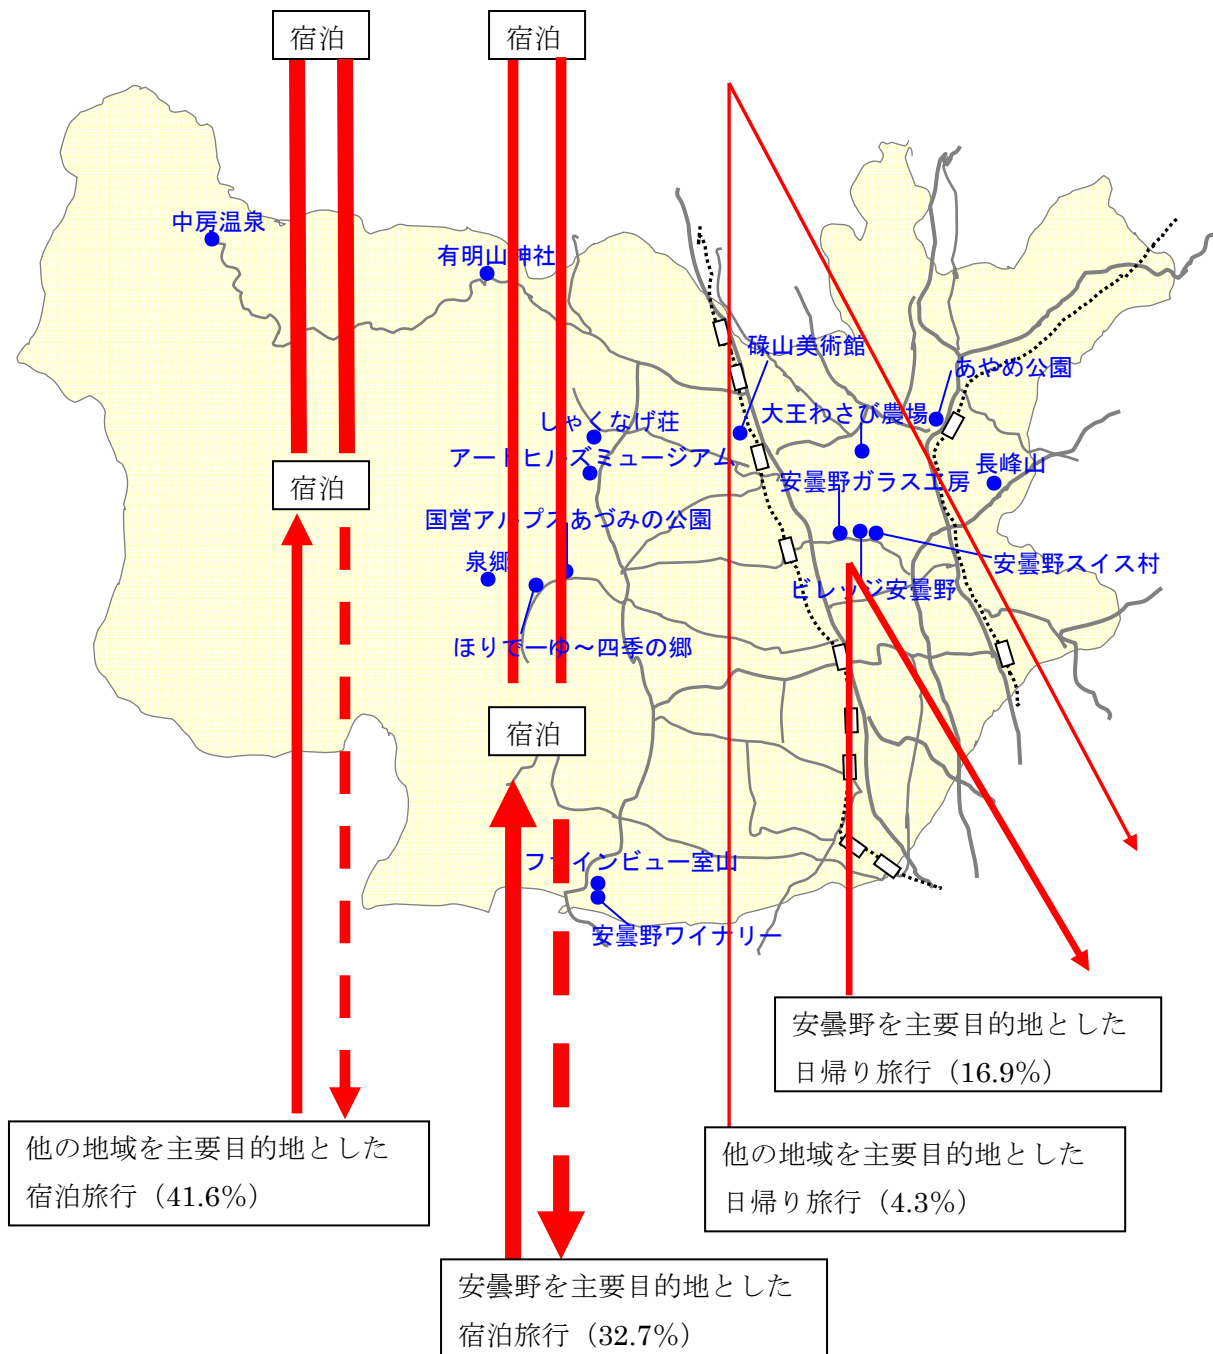 宿泊
宿泊
中房温泉
有明山神社
碌山美術館
あやめ公園
大王わさび農場
しゃくなげ荘
アートヒルズミュージアム
長峰山
安曇野ガラス工房
宿泊
国営アルプスあづみの公園
泉郷
安曇野スイス村
ビレッジ安曇野
ほりでーゆ～四季の郷
宿泊
ファインビュー室山
安曇野ワイナリー
安曇野を主要目的地とした
日帰り旅行（16.9％）
他の地域を主要目的地とした
宿泊旅行（41.6％）
他の地域を主要目的地とした
日帰り旅行（4.3％）
安曇野を主要目的地とした
宿泊旅行（32.7％）